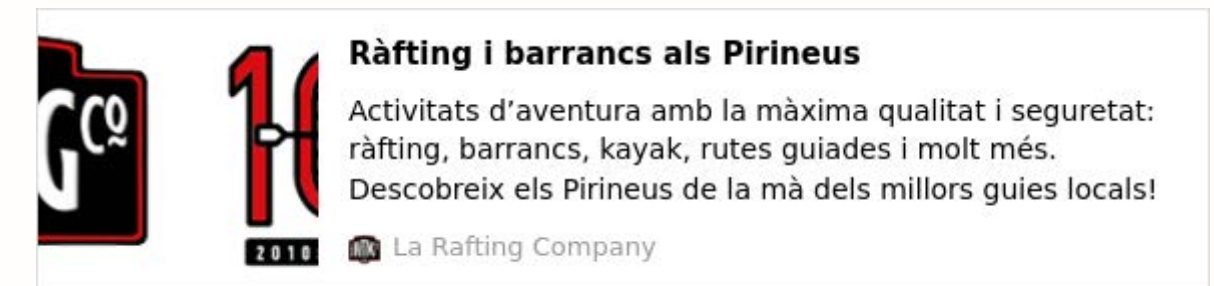 Ràfting i barrancs als Pirineus
Activitats d’aventura amb la màxima qualitat i seguretat:
ràfting, barrancs, kayak, rutes guiades i molt més.
Descobreix els Pirineus de la mà dels millors guies locals!
La Rafting Company
G Cº
10
2010